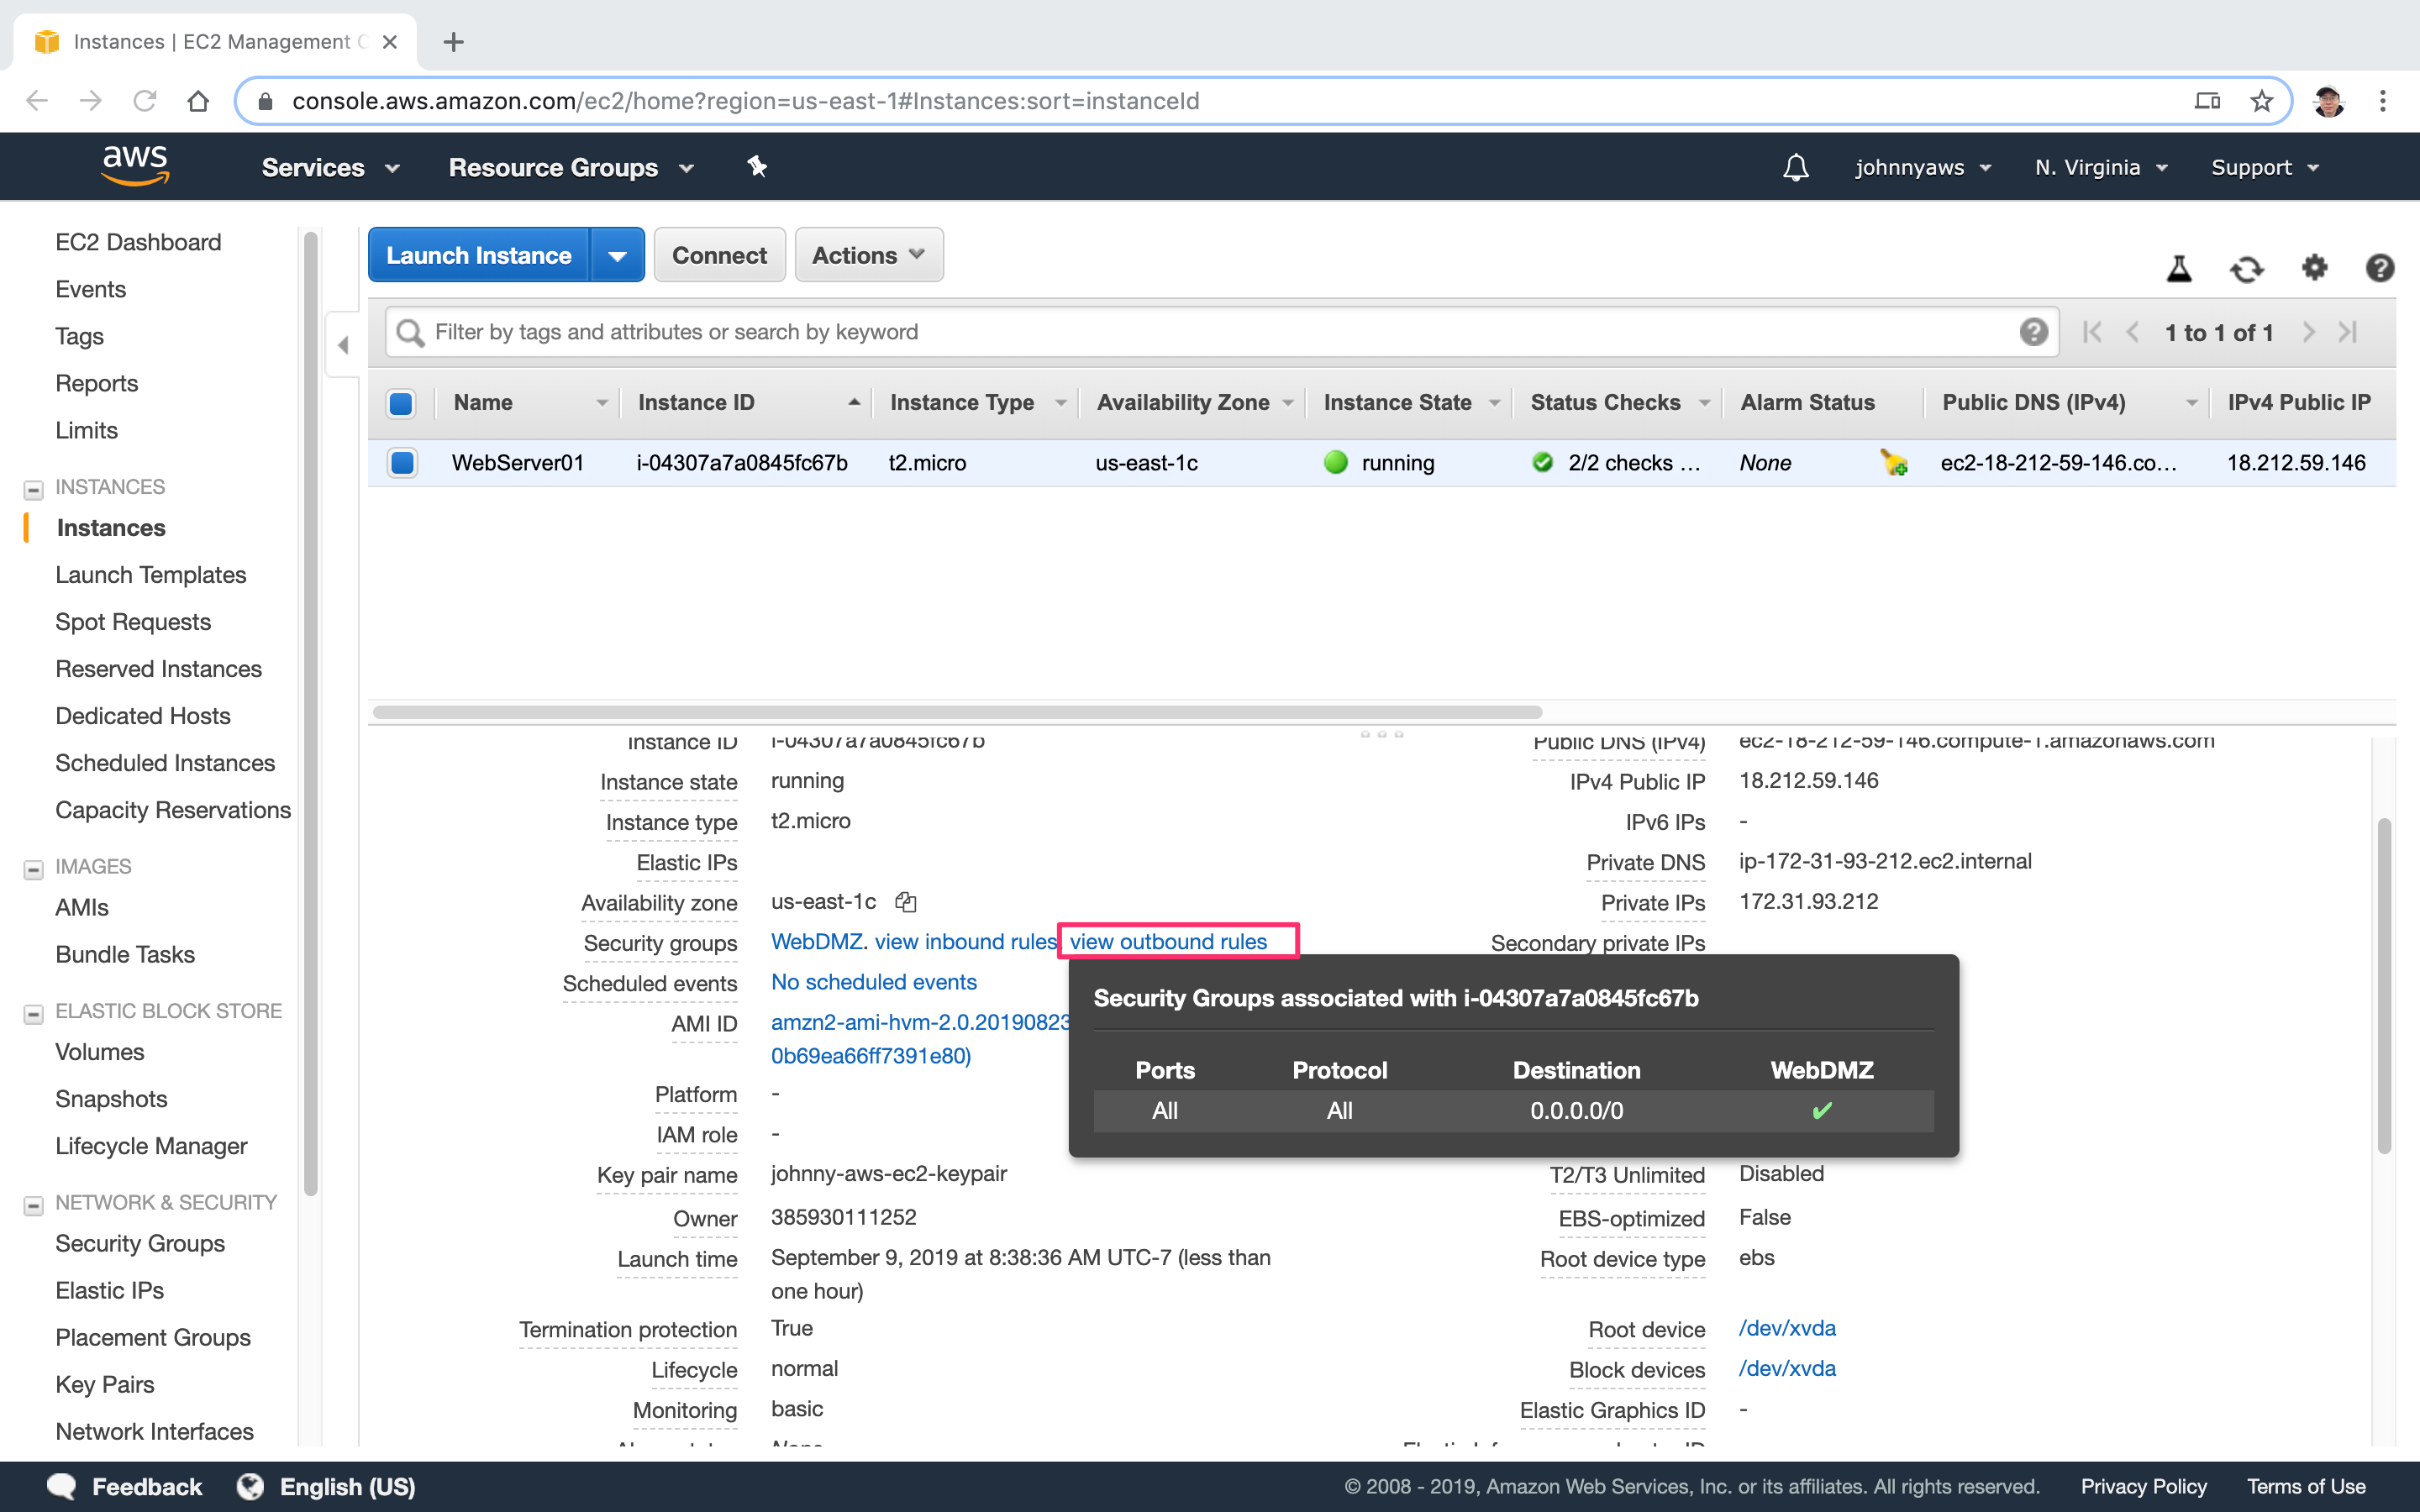 Instances | EC2 Management C
console.aws.amazon.com/ec2/home?region=us-east-1#Instances:sort=instanceId
aws
Services
Resource Groups
johnnyaws
N. Virginia
Support
EC2 Dashboard
Events
Tags
Reports
Limits
INSTANCES
Instances
Launch Templates
Spot Requests
Reserved Instances
Dedicated Hosts
Scheduled Instances
Capacity Reservations
IMAGES
AMIs
Bundle Tasks
ELASTIC BLOCK STORE
Volumes
Snapshots
Lifecycle Manager
NETWORK & SECURITY
Security Groups
Elastic IPs
Placement Groups
Key Pairs
Network Interfaces
Launch Instance
Connect
Actions
Filter by tags and attributes or search by keyword
1 to 1 of 1
Name Instance ID Instance Type Availability Zone Instance State Status Checks Alarm Status Public DNS (IPv4) IPv4 Public IP
WebServer01 i-04307a7a0845fc67b t2.micro us-east-1c running 2/2 checks ... None ec2-18-212-59-146.co... 18.212.59.146
Instance ID i-04307a7a0845fc67b
Instance state running
Instance type t2.micro
Elastic IPs
Availability zone us-east-1c
Security groups WebDMZ. view inbound rules view outbound rules
Scheduled events No scheduled events
AMI ID amzn2-ami-hvm-2.0.20190823
0b69ea66ff7391e80)
Platform -
IAM role -
Key pair name johnny-aws-ec2-keypair
Owner 385930111252
Launch time September 9, 2019 at 8:38:36 AM UTC-7 (less than
one hour)
Termination protection True
Lifecycle normal
Monitoring basic
Public DNS (IPv4) ec2-18-212-59-146.compute-1.amazonaws.com
IPv4 Public IP 18.212.59.146
IPv6 IPs -
Private DNS ip-172-31-93-212.ec2.internal
Private IPs 172.31.93.212
Secondary private IPs
Security Groups associated with i-04307a7a0845fc67b
Ports Protocol Destination WebDMZ
All All 0.0.0.0/0 ✔
T2/T3 Unlimited Disabled
EBS-optimized False
Root device type ebs
Root device /dev/xvda
Block devices /dev/xvda
Elastic Graphics ID -
Feedback
English (US)
© 2008 - 2019, Amazon Web Services, Inc. or its affiliates. All rights reserved.
Privacy Policy
Terms of Use